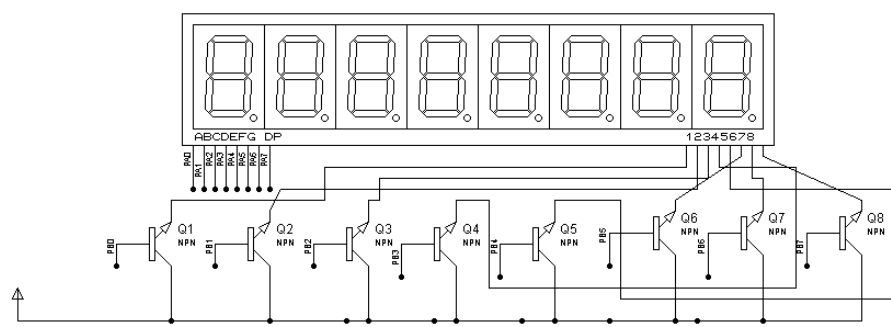 ABCDEFG DP
12345678
PA0
PA1
PA2
PA3
PA4
PA5
PA6
PA7
Q1
NPN
PB0
Q2
NPN
PB1
Q3
NPN
PB2
Q4
NPN
PB3
Q5
NPN
PB4
Q6
NPN
PB5
Q7
NPN
PB6
Q8
NPN
PB7